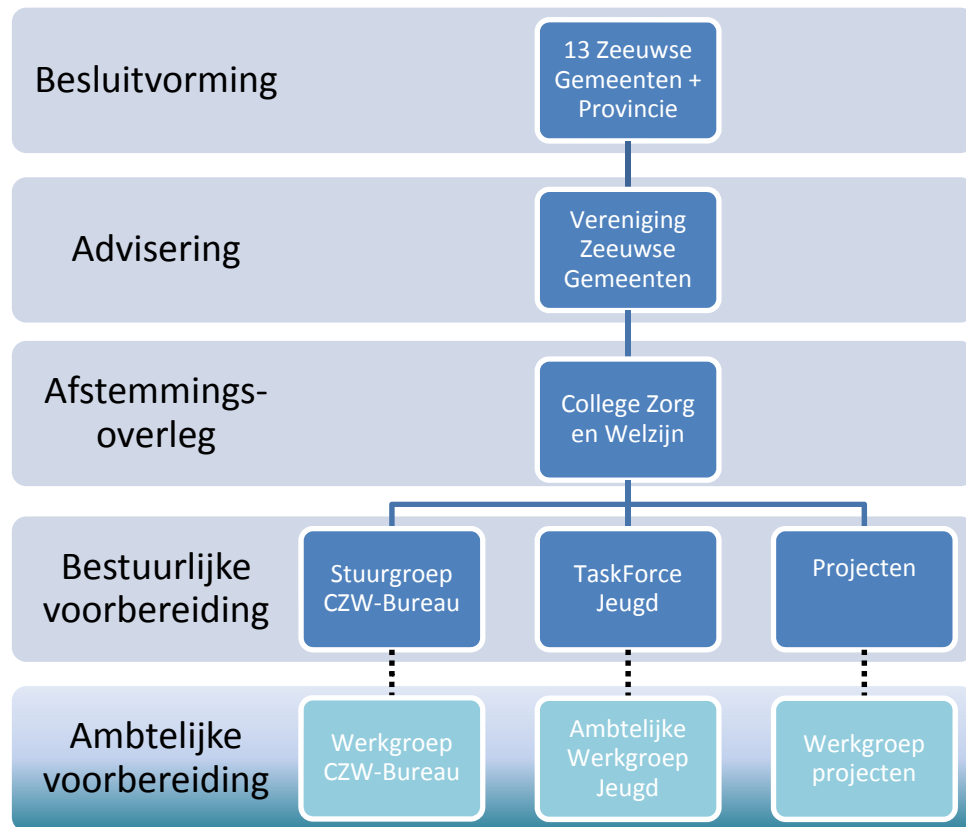 Besluitvorming
13 Zeeuwse
Gemeenten +
Provincie
Advisering
Vereniging
Zeeuwse
Gemeenten
Afstemmings-
overleg
College Zorg
en Welzijn
Bestuurlijke
voorbereiding
Stuurgroep
CZW-Bureau
TaskForce
Jeugd
Projecten
Ambtelijke
voorbereiding
Werkgroep
CZW-Bureau
Ambtelijke
Werkgroep
Jeugd
Werkgroep
projecten